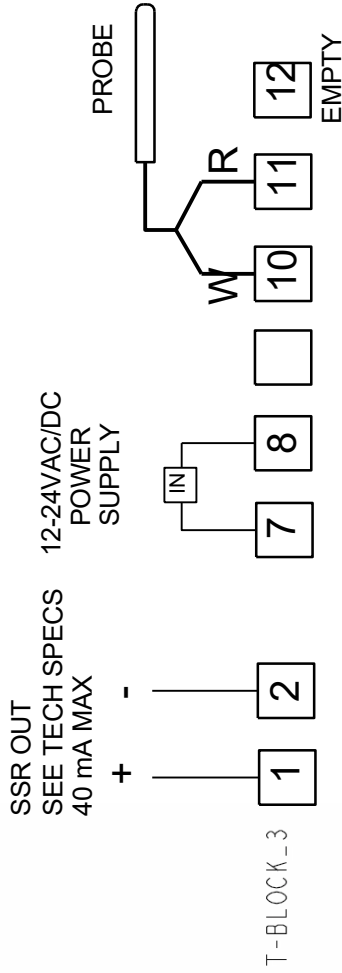 SSR OUT
SEE TECH SPECS
40 mA MAX
+ -
12-24VAC/DC
POWER
SUPPLY
IN
PROBE
W R
1 2 7 8 10 11 12
EMPTY
T-BLOCK_3